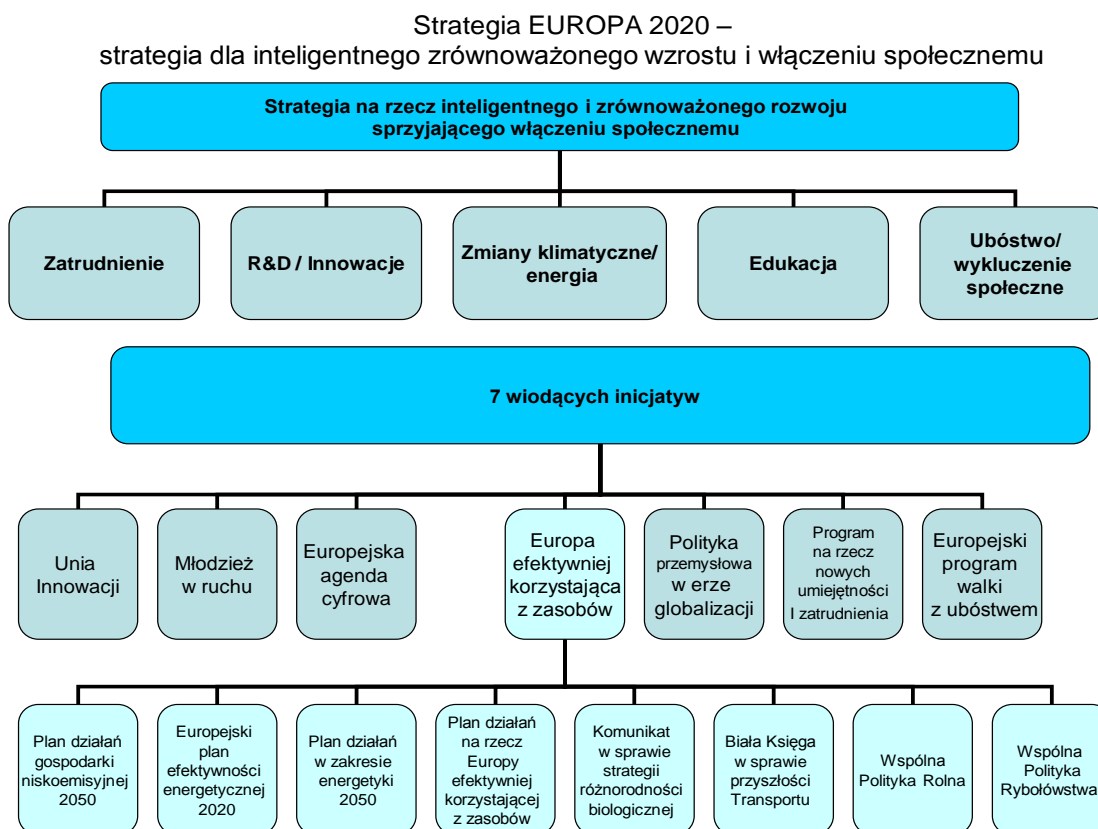 Strategia EUROPA 2020 –
strategia dla inteligentnego zrównoważonego wzrostu i włączeniu społecznemu
Strategia na rzecz inteligentnego i zrównoważonego rozwoju
sprzyjającego włączeniu społecznemu
Zatrudnienie
R&D / Innowacje
Zmiany klimatyczne/
energia
Edukacja
Ubóstwo/
wykluczenie
społeczne
7 wiodących inicjatyw
Unia
Innowacji
Młodzież
w ruchu
Europejska
agenda
cyfrowa
Europa
efektywniej
korzystająca
z zasobów
Polityka
przemysłowa
w erze
globalizacji
Program
na rzecz
nowych
umiejętności
I zatrudnienia
Europejski
program
walki
z ubóstwem
Plan działań
gospodarki
niskoemisyjnej
2050
Europejski
plan
efektywności
energetycznej
2020
Plan działań
w zakresie
energetyki
2050
Plan działań
na rzecz
Europy
efektywniej
korzystającej
z zasobów
Komunikat
w sprawie
strategii
różnorodności
biologicznej
Biała Księga
w sprawie
przyszłości
Transportu
Wspólna
Polityka Rolna
Wspólna
Polityka
Rybołówstwa